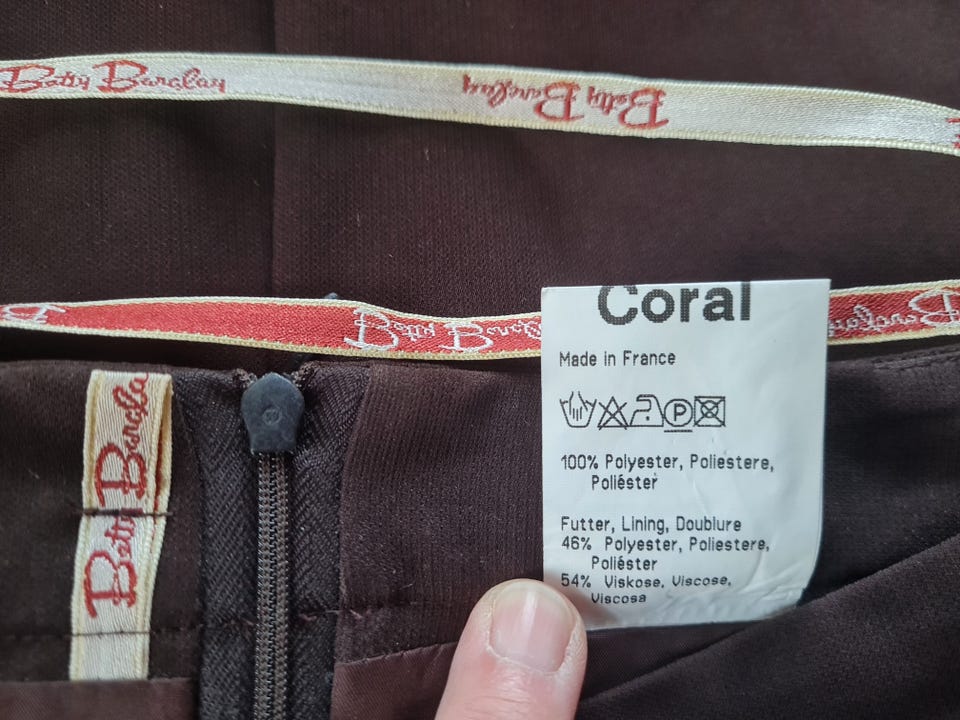 Betty Barclay
Betty Barclay
Betty Barclay
Barclay
Coral
Made in France
P
100% Polyester, Poliestere,
Poliéster
Futter, Lining, Doublure
46% Polyester, Poliestere,
Poliéster
54% Viskose, Viscose,
Viscosa
Betty Barcla
Betty